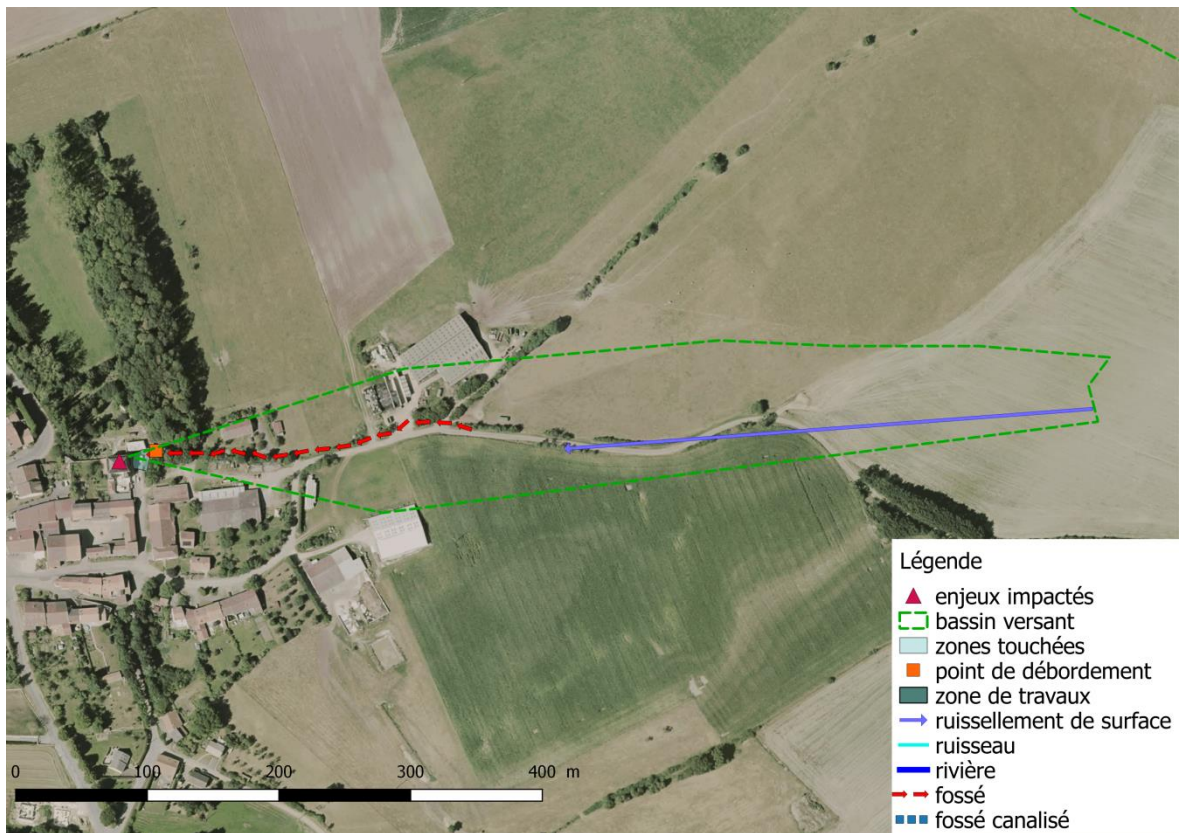 Légende
enjeux impactés
bassin versant
zones touchées
point de débordement
zone de travaux
ruissellement de surface
ruisseau
rivière
fossé
fossé canalisé
0 100 200 300 400 m